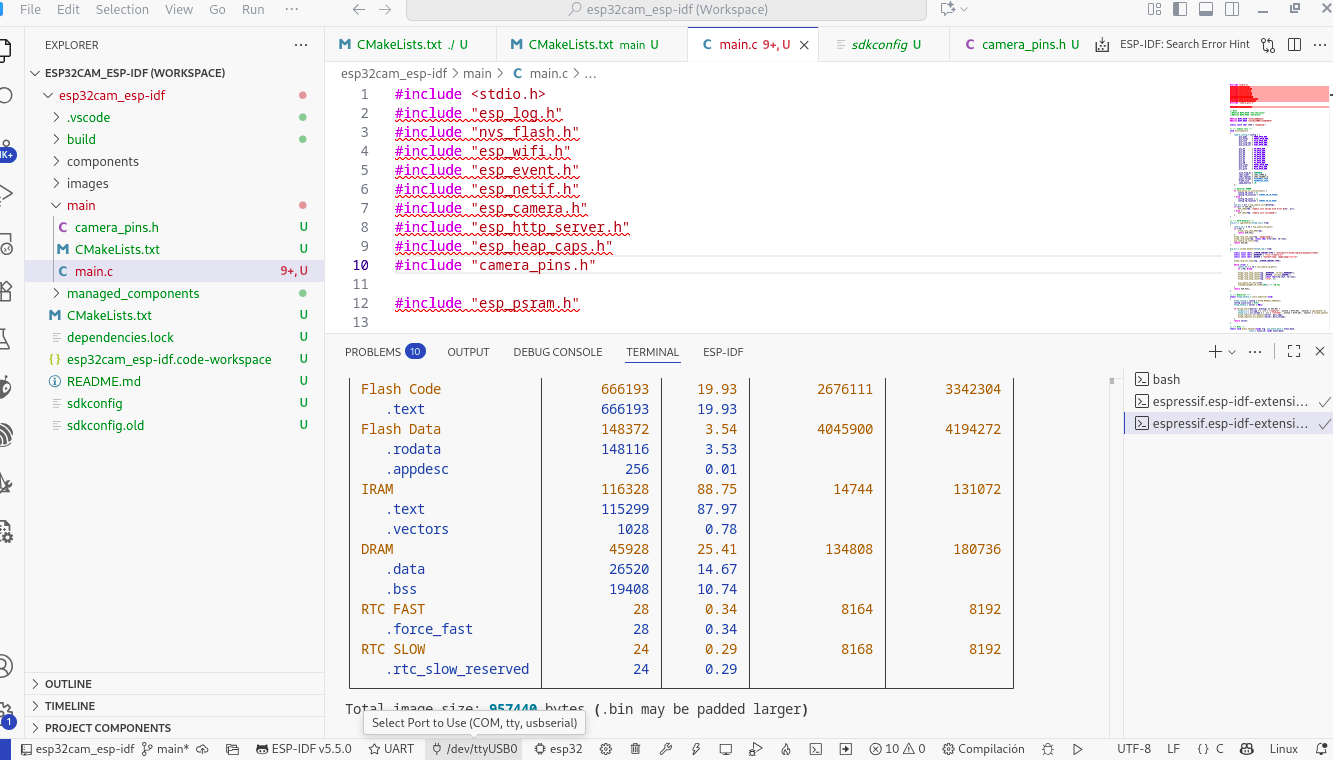 File Edit Selection View Go Run ···
esp32cam_esp-idf (Workspace)
EXPLORER ···
ESP32CAM_ESP-IDF (WORKSPACE)
esp32cam_esp-idf
.vscode
build
components
images
main
camera_pins.h U
CMakeLists.txt U
main.c 9+, U
managed_components
CMakeLists.txt U
dependencies.lock U
esp32cam_esp-idf.code-workspace U
README.md U
sdkconfig U
sdkconfig.old U
OUTLINE
TIMELINE
PROJECT COMPONENTS
1K+
1
CMakeLists.txt ./ U
CMakeLists.txt main U
main.c 9+, U
sdkconfig U
camera_pins.h U
ESP-IDF: Search Error Hint
esp32cam_esp-idf > main > C main.c > ...
1 #include <stdio.h>
2 #include "esp_log.h"
3 #include "nvs_flash.h"
4 #include "esp_wifi.h"
5 #include "esp_event.h"
6 #include "esp_netif.h"
7 #include "esp_camera.h"
8 #include "esp_http_server.h"
9 #include "esp_heap_caps.h"
10 #include "camera_pins.h"
11
12 #include "esp_psram.h"
13
PROBLEMS 10 OUTPUT DEBUG CONSOLE TERMINAL ESP-IDF
Flash Code 666193 19.93 2676111 3342304
.text 666193 19.93
Flash Data 148372 3.54 4045900 4194272
.rodata 148116 3.53
.appdesc 256 0.01
IRAM 116328 88.75 14744 131072
.text 115299 87.97
.vectors 1028 0.78
DRAM 45928 25.41 134808 180736
.data 26520 14.67
.bss 19408 10.74
RTC FAST 28 0.34 8164 8192
.force_fast 28 0.34
RTC SLOW 24 0.29 8168 8192
.rtc_slow_reserved 24 0.29
Total image size: 957440 bytes (.bin may be padded larger)
Select Port to Use (COM, tty, usbserial)
bash
espressif.esp-idf-extensi...
espressif.esp-idf-extensi...
esp32cam_esp-idf main* ESP-IDF v5.5.0 UART /dev/ttyUSB0 esp32 10 0 Compilación UTF-8 LF {} C Linux